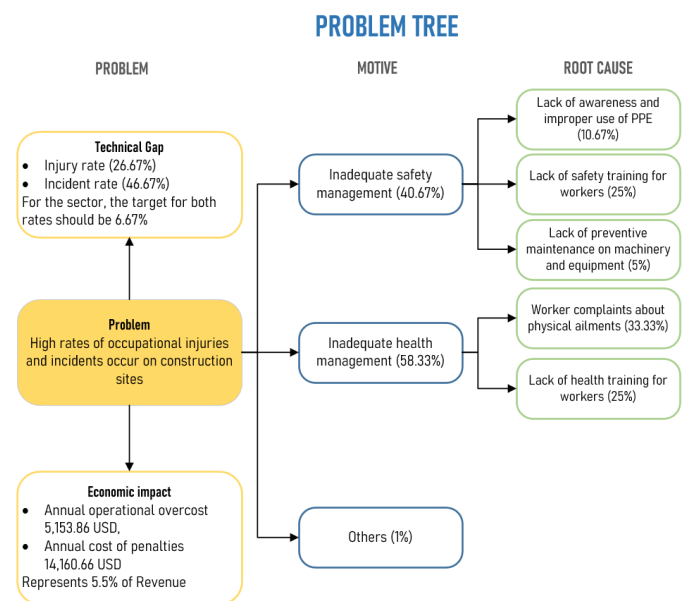 PROBLEM TREE
PROBLEM
MOTIVE
ROOT CAUSE
Technical Gap
• Injury rate (26.67%)
• Incident rate (46.67%)
For the sector, the target for both
rates should be 6.67%
Problem
High rates of occupational injuries
and incidents occur on construction
sites
Economic impact
• Annual operational overcost
5,153.86 USD,
• Annual cost of penalties
14,160.66 USD
Represents 5.5% of Revenue
Inadequate safety
management (40.67%)
Inadequate health
management (58.33%)
Others (1%)
Lack of awareness and
improper use of PPE
(10.67%)
Lack of safety training for
workers (25%)
Lack of preventive
maintenance on machinery
and equipment (5%)
Worker complaints about
physical ailments (33.33%)
Lack of health training for
workers (25%)